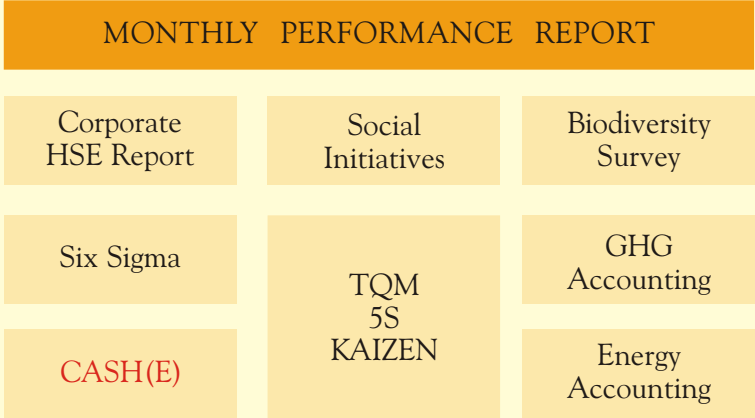 MONTHLY PERFORMANCE REPORT
Corporate
HSE Report
Social
Initiatives
Biodiversity
Survey
Six Sigma
TQM
5S
KAIZEN
GHG
Accounting
CASH(E)
Energy
Accounting